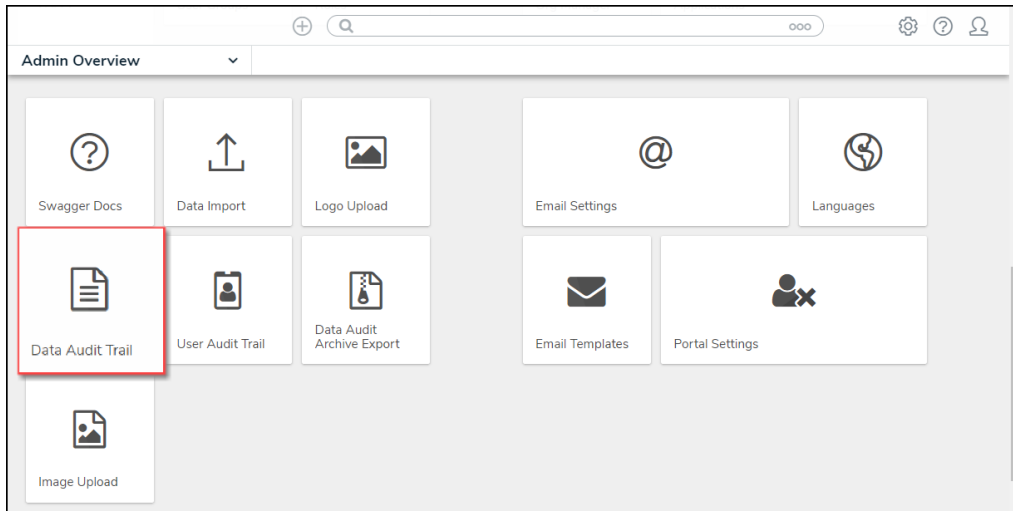 Admin Overview
Swagger Docs
Data Import
Logo Upload
Email Settings
Languages
Data Audit Trail
User Audit Trail
Data Audit
Archive Export
Email Templates
Portal Settings
Image Upload